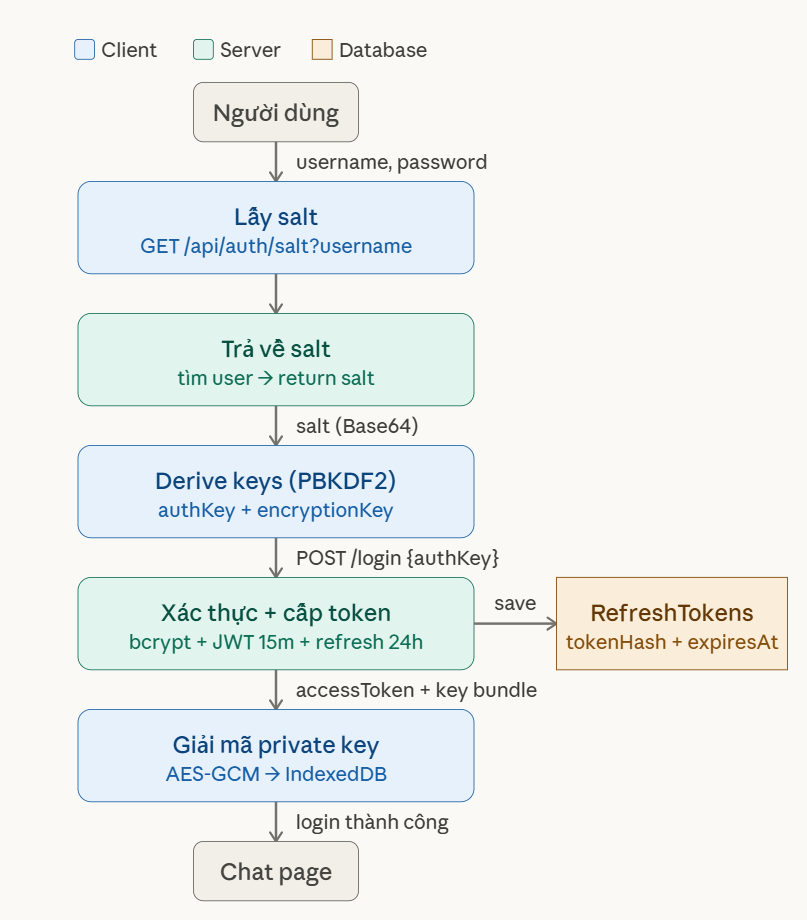 Client
Server
Database
Người dùng
username, password
Lấy salt
GET /api/auth/salt?username
Trả về salt
tìm user → return salt
salt (Base64)
Derive keys (PBKDF2)
authKey + encryptionKey
POST /login {authKey}
Xác thực + cấp token
bcrypt + JWT 15m + refresh 24h
save
RefreshTokens
tokenHash + expiresAt
accessToken + key bundle
Giải mã private key
AES-GCM → IndexedDB
login thành công
Chat page